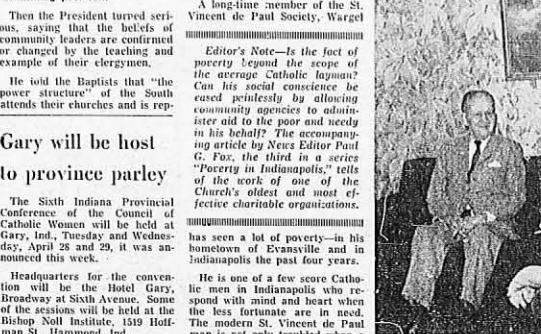 Then the President turned seri-
ous, saying that the beliefs of
community leaders are confirmed
or changed by the teaching and
example of their clergymen.
He told the Baptists that "the
power structure" of the South
attends their churches and is rep-
Gary will be host
to province parley
The Sixth Indiana Provincial
Conference of the Council of
Catholic Women will be held at
Gary, Ind., Tuesday and Wednes-
day, April 28 and 29, it was an-
nounced this week.
Headquarters for the conven-
tion will be the Hotel Gary,
Broadway at Sixth Avenue. Some
of the sessions will be held at the
Bishop Noll Institute, 1519 Hoff-
man St., Hammond, Ind.
A long-time member of the St.
Vincent de Paul Society, Wargel
Editor's Note—Is the fact of
poverty beyond the scope of
the average Catholic layman?
Can his social conscience be
eased painlessly by allowing
community agencies to admin-
ister aid to the poor and needy
in his behalf? The accompany-
ing article by News Editor Paul
G. Fox, the third in a series
"Poverty in Indianapolis," tells
of the work of one of the
Church's oldest and most ef-
fective charitable organizations.
has seen a lot of poverty—in his
hometown of Evansville and in
Indianapolis the past four years.
He is one of a few score Catho-
lic men in Indianapolis who re-
spond with mind and heart when
the less fortunate are in need.
The modern St. Vincent de Paul